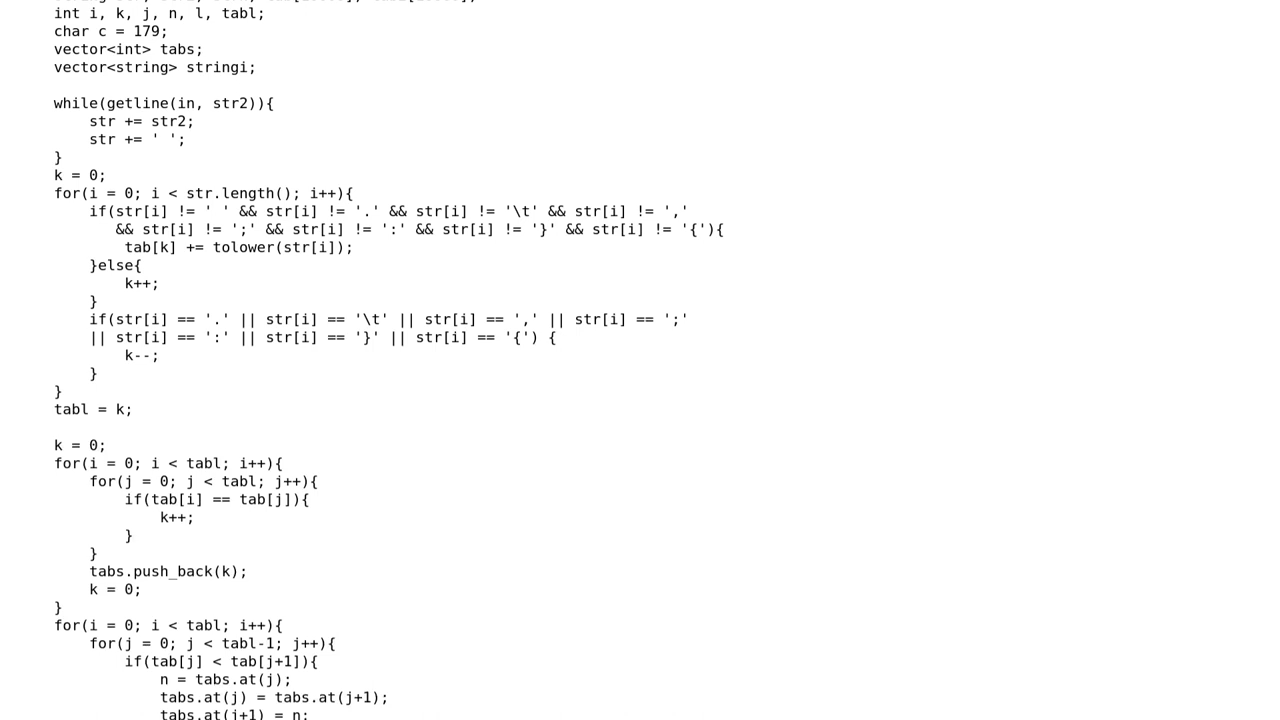 int i, k, j, n, l, tabl;
char c = 179;
vector<int> tabs;
vector<string> stringi;
while(getline(in, str2)){
str += str2;
str += ' ';
}
k = 0;
for(i = 0; i < str.length(); i++){
if(str[i] != ' ' && str[i] != '.' && str[i] != '\t' && str[i] != ','
&& str[i] != ';' && str[i] != ':' && str[i] != '}' && str[i] != '{'){
tab[k] += tolower(str[i]);
}else{
k++;
}
if(str[i] == '.' || str[i] == '\t' || str[i] == ',' || str[i] == ';'
|| str[i] == ':' || str[i] == '}' || str[i] == '{') {
k--;
}
}
tabl = k;
k = 0;
for(i = 0; i < tabl; i++){
for(j = 0; j < tabl; j++){
if(tab[i] == tab[j]){
k++;
}
}
tabs.push_back(k);
k = 0;
}
for(i = 0; i < tabl; i++){
for(j = 0; j < tabl-1; j++){
if(tab[j] < tab[j+1]){
n = tabs.at(j);
tabs.at(j) = tabs.at(j+1);
tabs.at(j+1) = n;